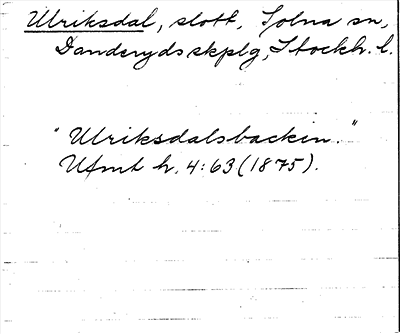 Ulriksdal, slott, Solna sn,
Danderyds skplg, Stockh. l.
"Ulriksdalsbacken."
Ufmt h. 4:63 (1875).